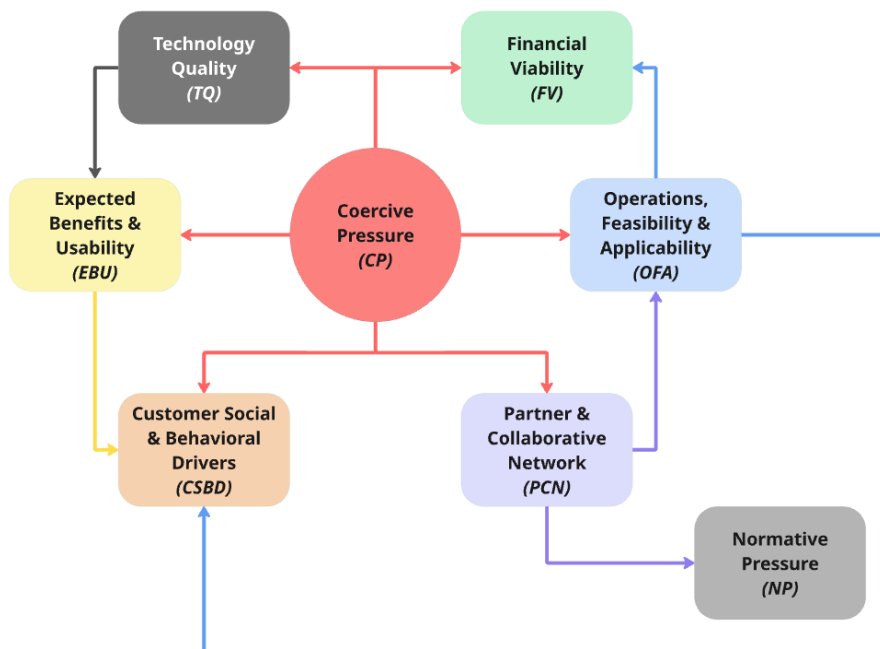 Technology
Quality
(TQ)
Financial
Viability
(FV)
Expected
Benefits &
Usability
(EBU)
Coercive
Pressure
(CP)
Operations,
Feasibility &
Applicability
(OFA)
Customer Social
& Behavioral
Drivers
(CSBD)
Partner &
Collaborative
Network
(PCN)
Normative
Pressure
(NP)